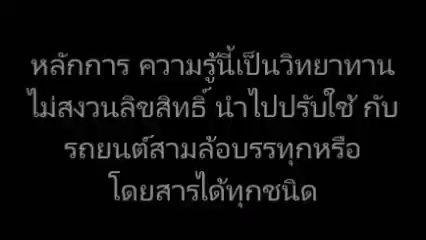 หลักการ ความรู้นี้เป็นวิทยาทาน
ไม่สงวนลิขสิทธิ์ นำไปปรับใช้ กับ
รถยนต์สามล้อบรรทุกหรือ
โดยสารได้ทุกชนิด